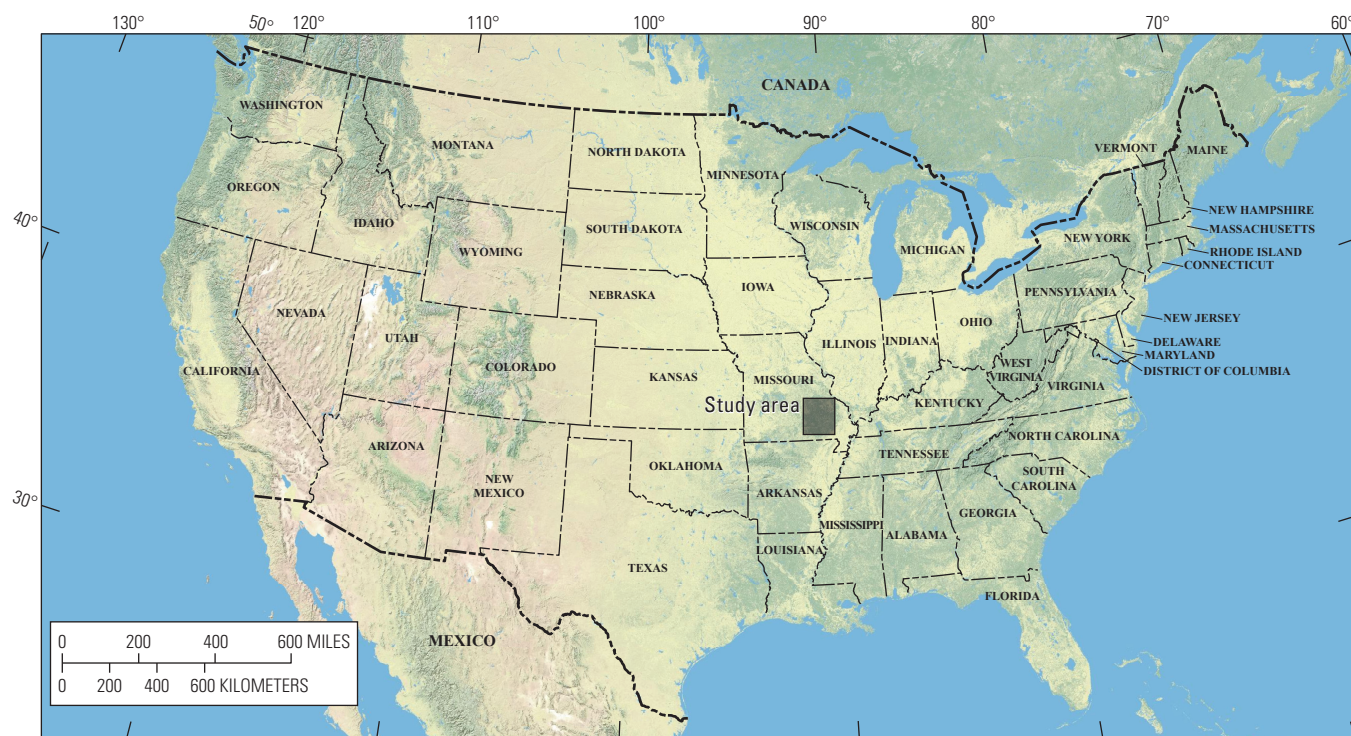 130° 50° 120° 110° 100° 90° 80° 70° 60°
CANADA
WASHINGTON
MONTANA
NORTH DAKOTA
MINNESOTA
VERMONT
MAINE
OREGON
IDAHO
40°
WYOMING
SOUTH DAKOTA
WISCONSIN
MICHIGAN
NEW YORK
NEW HAMPSHIRE
MASSACHUSETTS
RHODE ISLAND
CONNECTICUT
NEBRASKA
IOWA
PENNSYLVANIA
NEVADA
UTAH
ILLINOIS
INDIANA
OHIO
NEW JERSEY
DELAWARE
MARYLAND
DISTRICT OF COLUMBIA
CALIFORNIA
COLORADO
KANSAS
MISSOURI
WEST
VIRGINIA
VIRGINIA
KENTUCKY
Study area
ARIZONA
NEW
MEXICO
OKLAHOMA
TENNESSEE
NORTH CAROLINA
SOUTH
CAROLINA
30°
ARKANSAS
MISSISSIPPI
ALABAMA
GEORGIA
LOUISIANA
TEXAS
FLORIDA
MEXICO
0 200 400 600 MILES
0 200 400 600 KILOMETERS